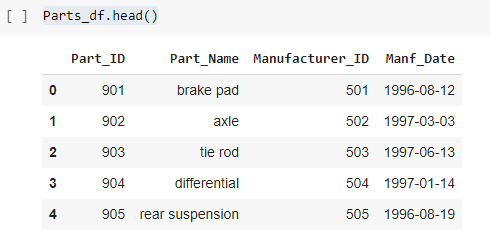 [ ] Parts_df.head()
Part_ID Part_Name Manufacturer_ID Manf_Date
0 901 brake pad 501 1996-08-12
1 902 axle 502 1997-03-03
2 903 tie rod 503 1997-06-13
3 904 differential 504 1997-01-14
4 905 rear suspension 505 1996-08-19